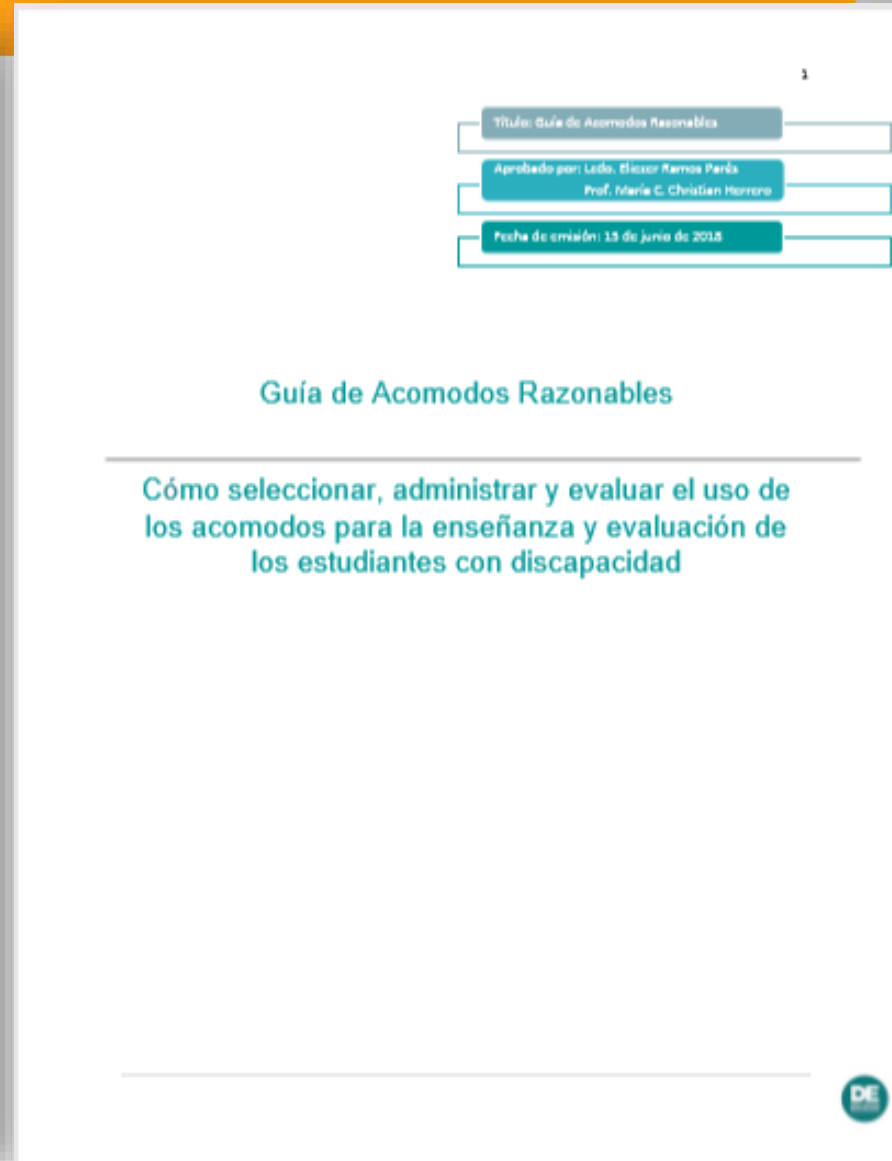 1
Título: Guía de Acomodos Razonables
Aprobado por: Lcdo. Eliezer Ramos Parés
Prof. María C. Christian Herrero
Fecha de emisión: 15 de junio de 2018
Guía de Acomodos Razonables
Cómo seleccionar, administrar y evaluar el uso de
los acomodos para la enseñanza y evaluación de
los estudiantes con discapacidad
DE